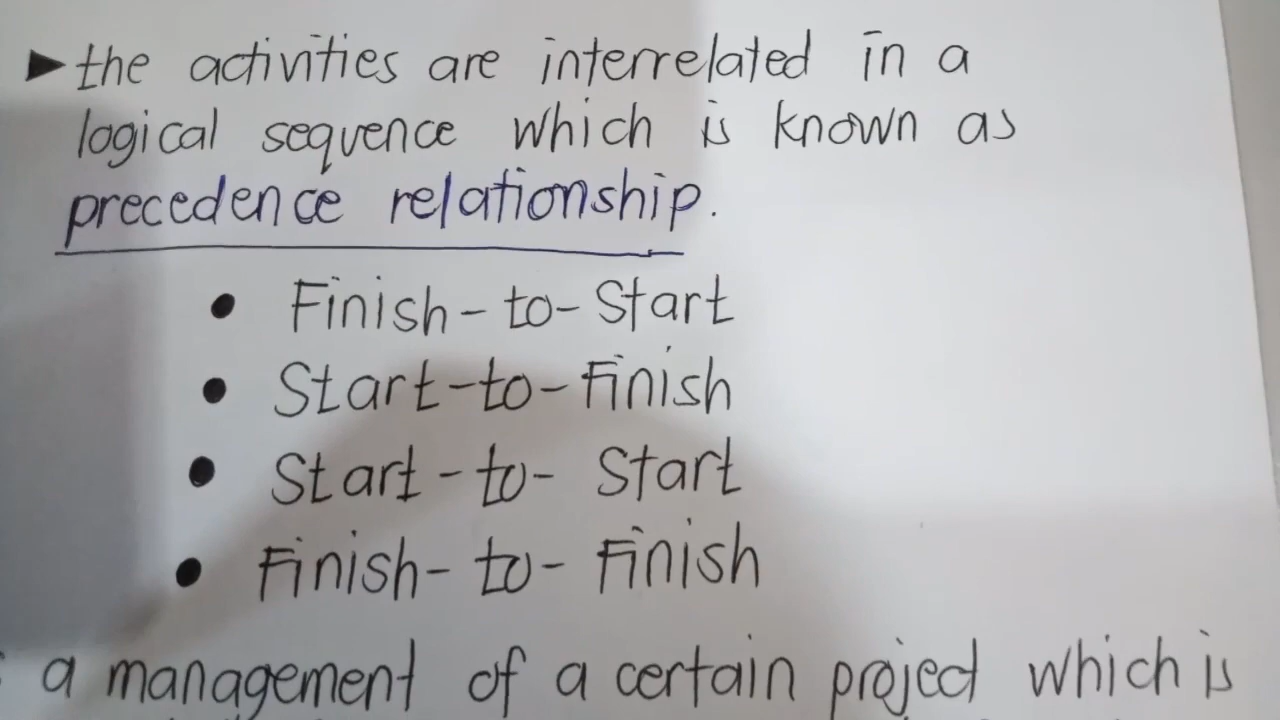 ▶ the activities are interrelated in a
logical sequence which is known as
precedence relationship.
• Finish-to-Start
• Start-to-Finish
• Start-to-Start
• Finish-to-Finish
a management of a certain project which is